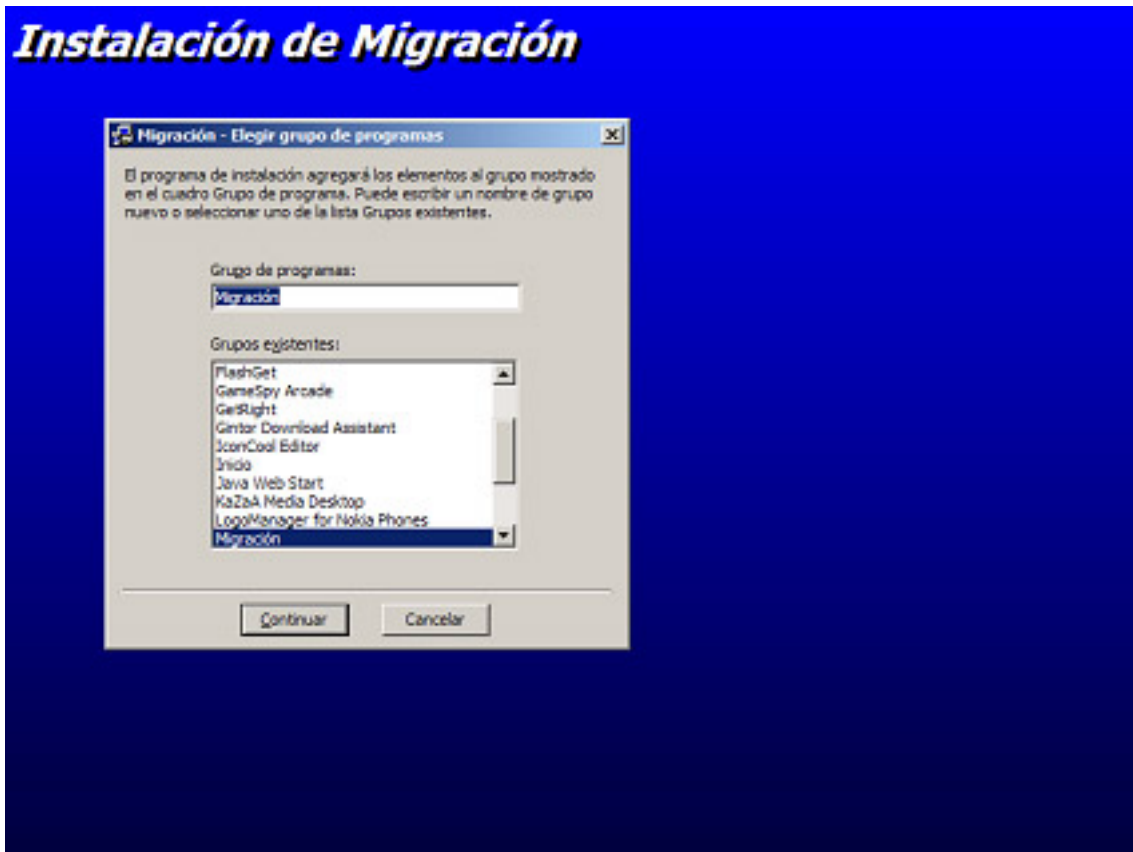 Instalación de Migración
Migración - Elegir grupo de programas
El programa de instalación agregará los elementos al grupo mostrado
en el cuadro Grupo de programa. Puede escribir un nombre de grupo
nuevo o seleccionar uno de la lista Grupos existentes.
Grupo de programas:
Migración
Grupos existentes:
FlashGet
GameSpy Arcade
GetRight
Gintor Download Assistant
IconCool Editor
Inicio
Java Web Start
KaZaA Media Desktop
LogoManager for Nokia Phones
Migración
Continuar
Cancelar